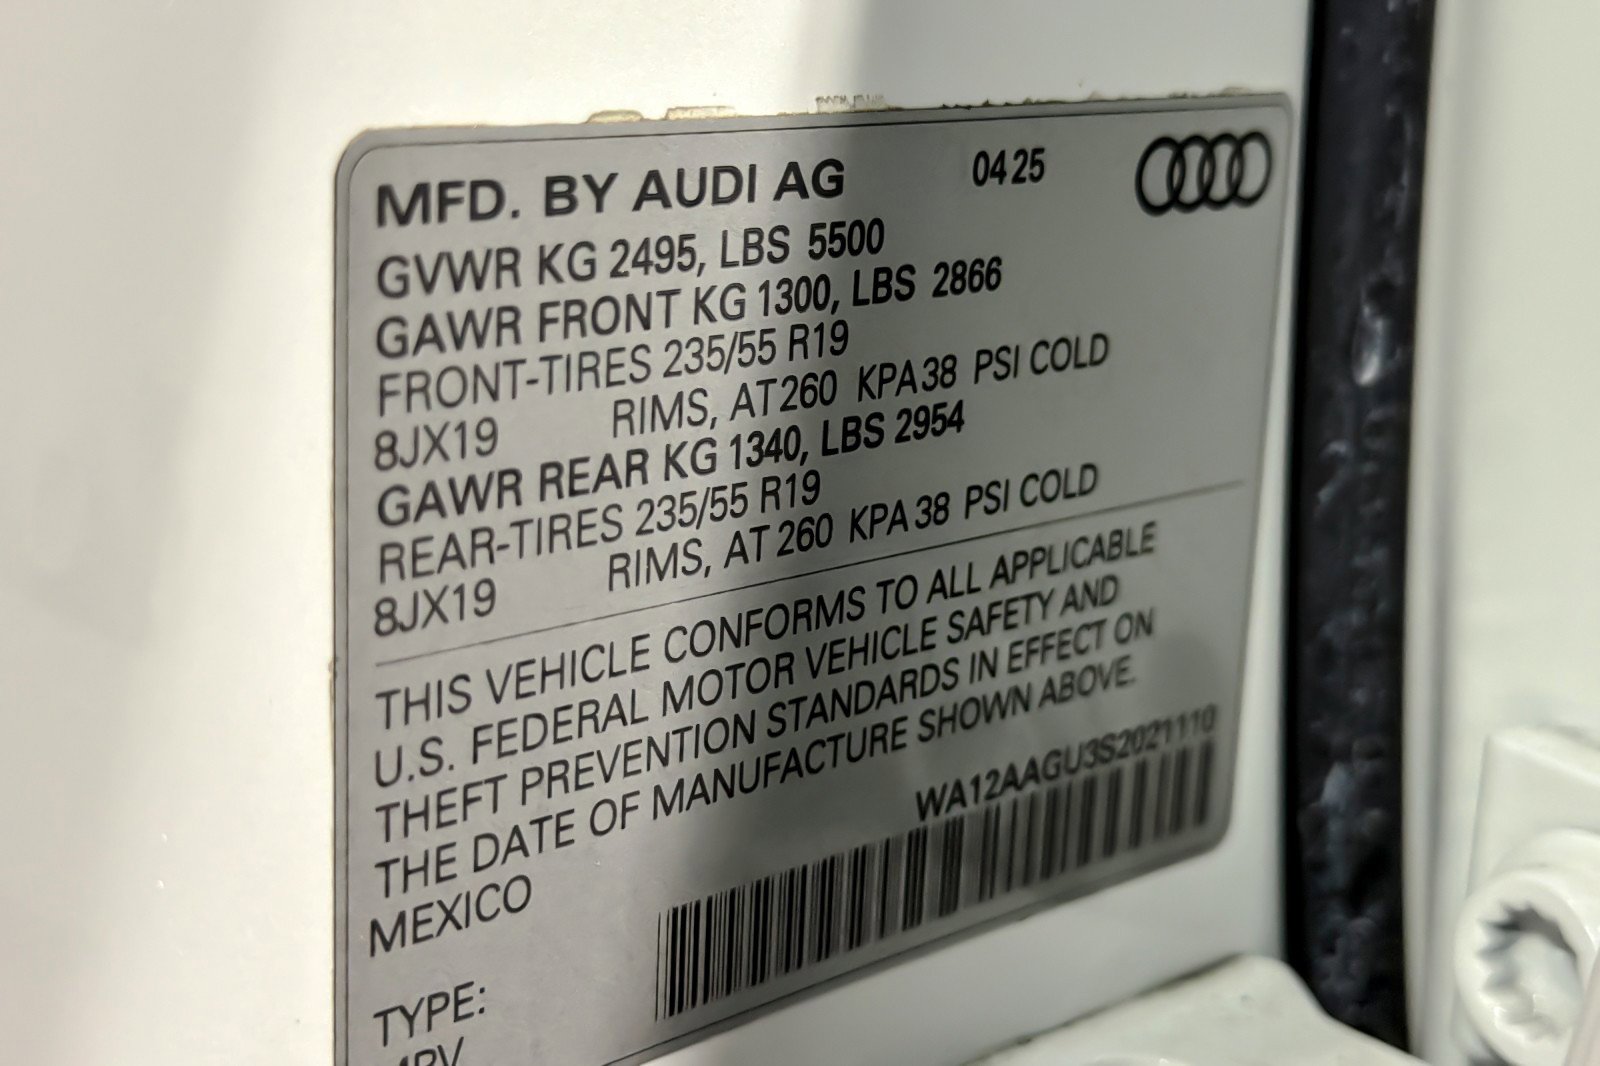 MFD. BY AUDI AG 04 25
GVWR KG 2495, LBS 5500
GAWR FRONT KG 1300, LBS 2866
FRONT-TIRES 235/55 R19
8JX19 RIMS, AT 260 KPA 38 PSI COLD
GAWR REAR KG 1340, LBS 2954
REAR-TIRES 235/55 R19
8JX19 RIMS, AT 260 KPA 38 PSI COLD
THIS VEHICLE CONFORMS TO ALL APPLICABLE
U.S. FEDERAL MOTOR VEHICLE SAFETY AND
THEFT PREVENTION STANDARDS IN EFFECT ON
THE DATE OF MANUFACTURE SHOWN ABOVE.
MEXICO
WA12AAGU3S2021110
TYPE:
MPV